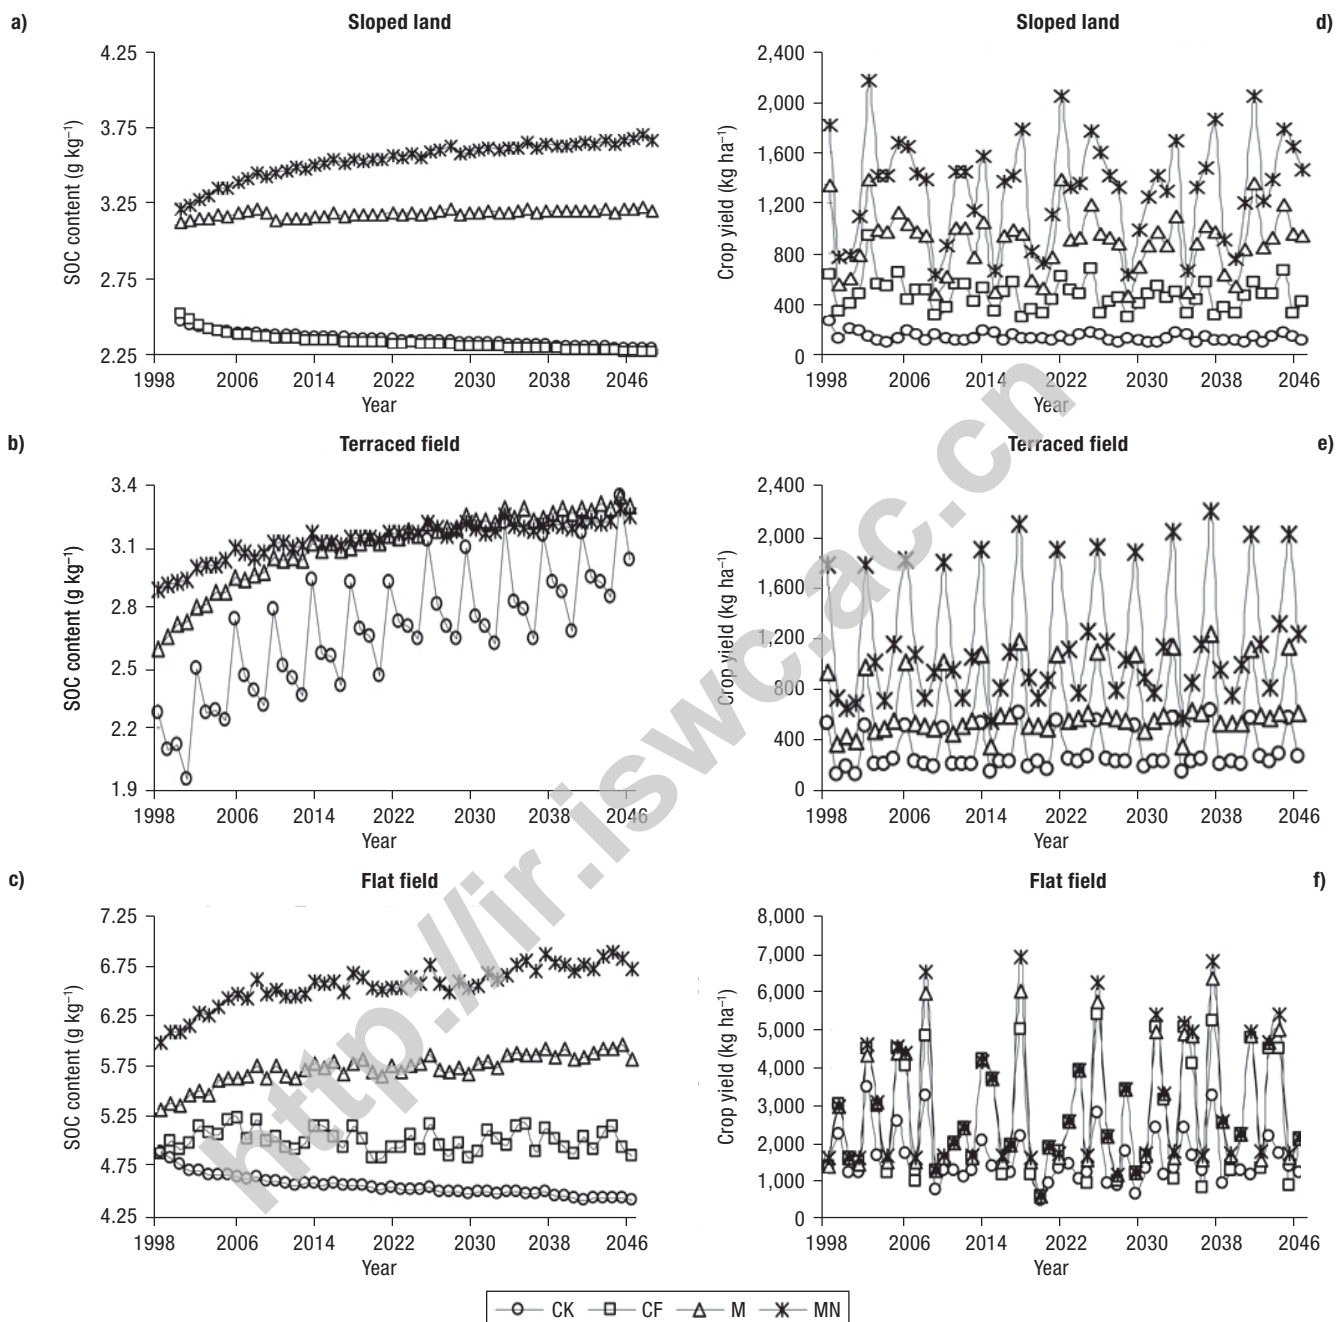 a)
Sloped land
4.25
3.75
3.25
2.75
2.25
SOC content (g kg⁻¹)
1998 2006 2014 2022 2030 2038 2046
Year
Sloped land
d)
2,400
2,000
1,600
1,200
800
400
0
Crop yield (kg ha⁻¹)
1998 2006 2014 2022 2030 2038 2046
Year
b)
Terraced field
3.4
3.1
2.8
2.5
2.2
1.9
SOC content (g kg⁻¹)
1998 2006 2014 2022 2030 2038 2046
Year
Terraced field
e)
2,400
2,000
1,600
1,200
800
400
0
Crop yield (kg ha⁻¹)
1998 2006 2014 2022 2030 2038 2046
Year
c)
Flat field
7.25
6.75
6.25
5.75
5.25
4.75
4.25
SOC content (g kg⁻¹)
1998 2006 2014 2022 2030 2038 2046
Year
Flat field
f)
8,000
7,000
6,000
5,000
4,000
3,000
2,000
1,000
0
Crop yield (kg ha⁻¹)
1998 2006 2014 2022 2030 2038 2046
Year
CK CF M MN
http://ir.iswc.ac.cn